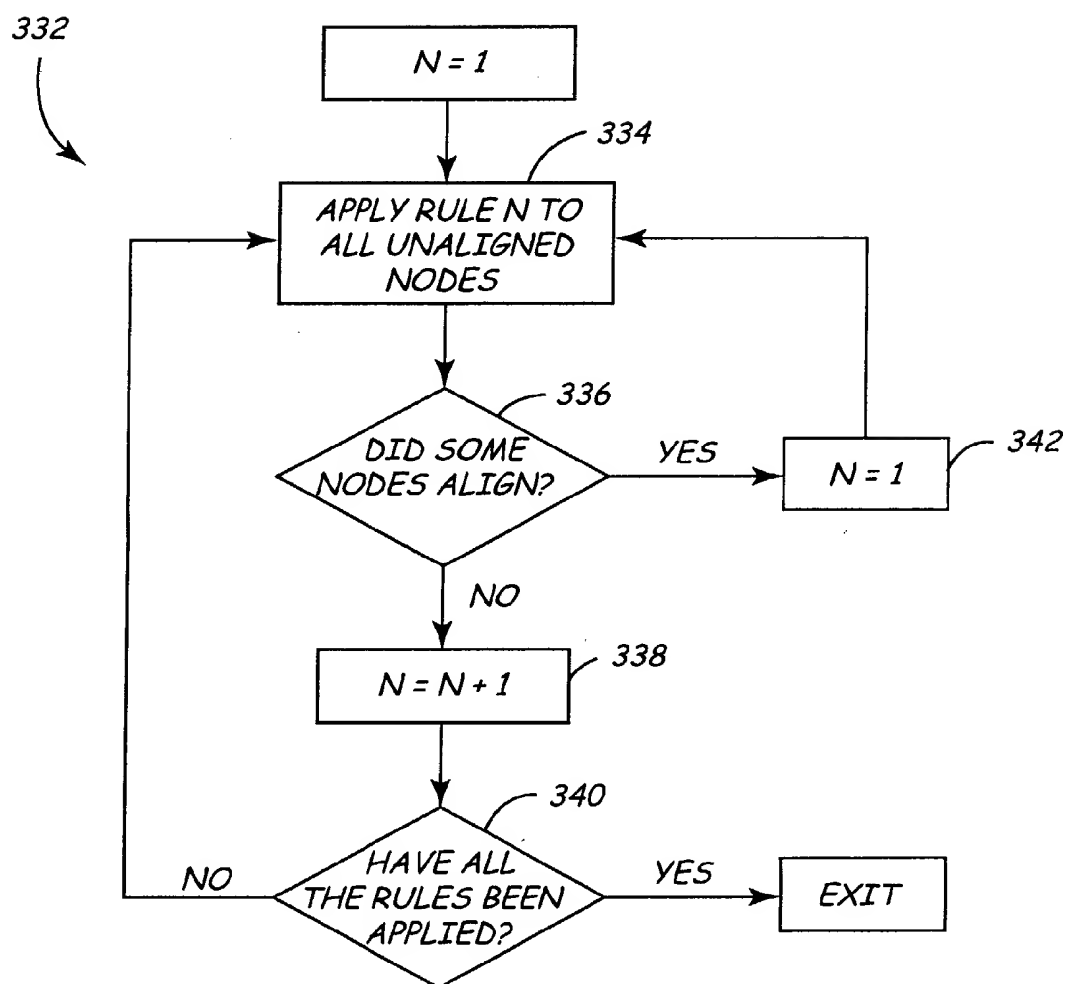 332
N = 1
334
APPLY RULE N TO
ALL UNALIGNED
NODES
336
DID SOME
NODES ALIGN?
YES
N = 1
342
NO
N = N + 1
338
340
HAVE ALL
THE RULES BEEN
APPLIED?
NO
YES
EXIT